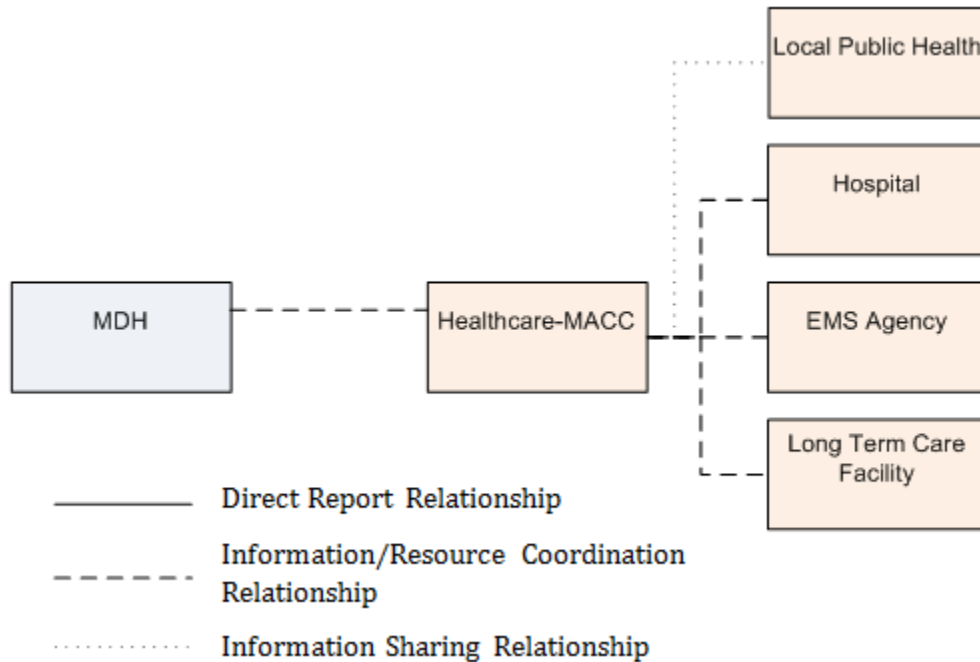 Local Public Health
Hospital
MDH
Healthcare-MACC
EMS Agency
Long Term Care
Facility
Direct Report Relationship
Information/Resource Coordination
Relationship
Information Sharing Relationship